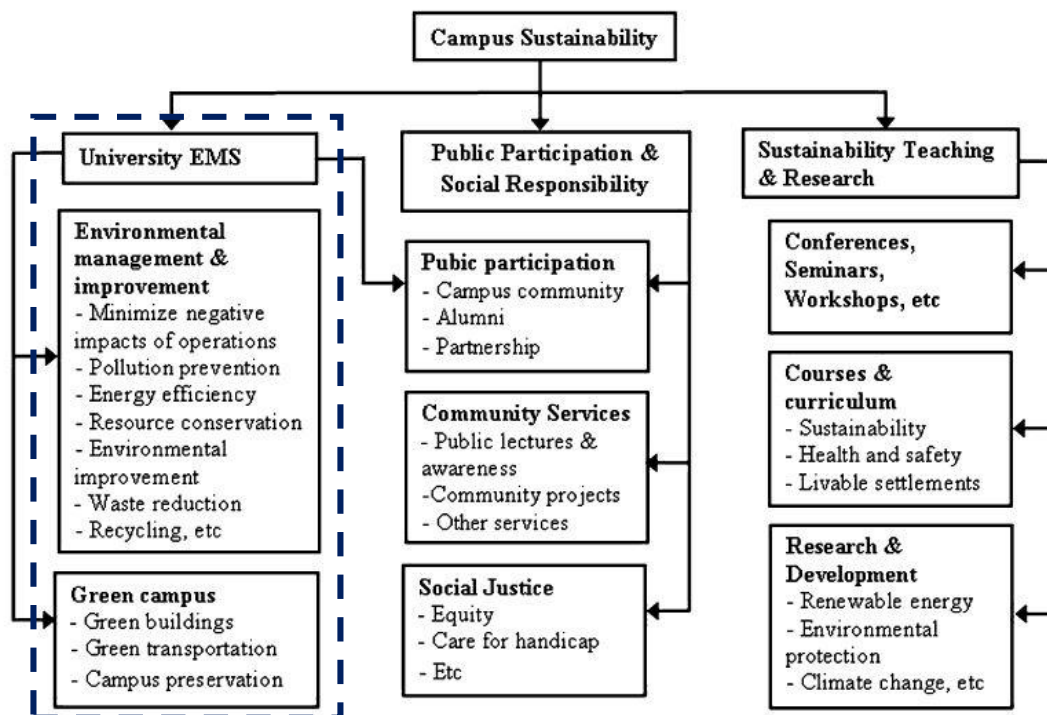 Campus Sustainability
University EMS
Environmental
management &
improvement
- Minimize negative
impacts of operations
- Pollution prevention
- Energy efficiency
- Resource conservation
- Environmental
improvement
- Waste reduction
- Recycling, etc
Green campus
- Green buildings
- Green transportation
- Campus preservation
Public Participation &
Social Responsibility
Pubic participation
- Campus community
- Alumni
- Partnership
Community Services
- Public lectures &
awareness
-Community projects
- Other services
Social Justice
- Equity
- Care for handicap
- Etc
Sustainability Teaching
& Research
Conferences,
Seminars,
Workshops, etc
Courses &
curriculum
- Sustainability
- Health and safety
- Livable settlements
Research &
Development
- Renewable energy
- Environmental
protection
- Climate change, etc